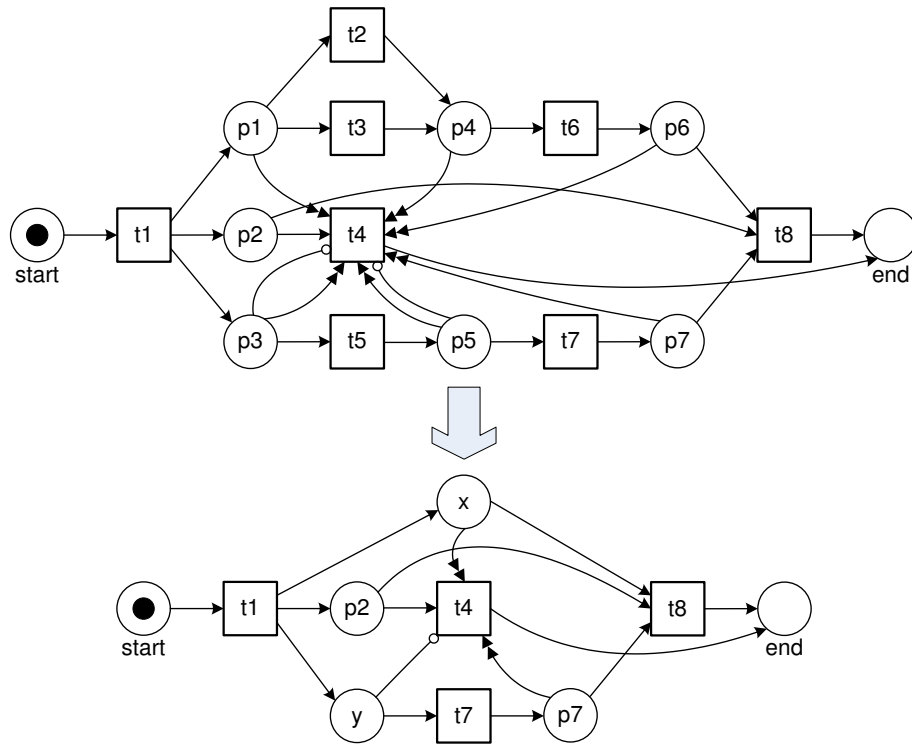 t2
p1 t3 p4 t6 p6
t1 p2 t4 t8
start end
p3 t5 p5 t7 p7
x
t1 p2 t4 t8
start end
y t7 p7